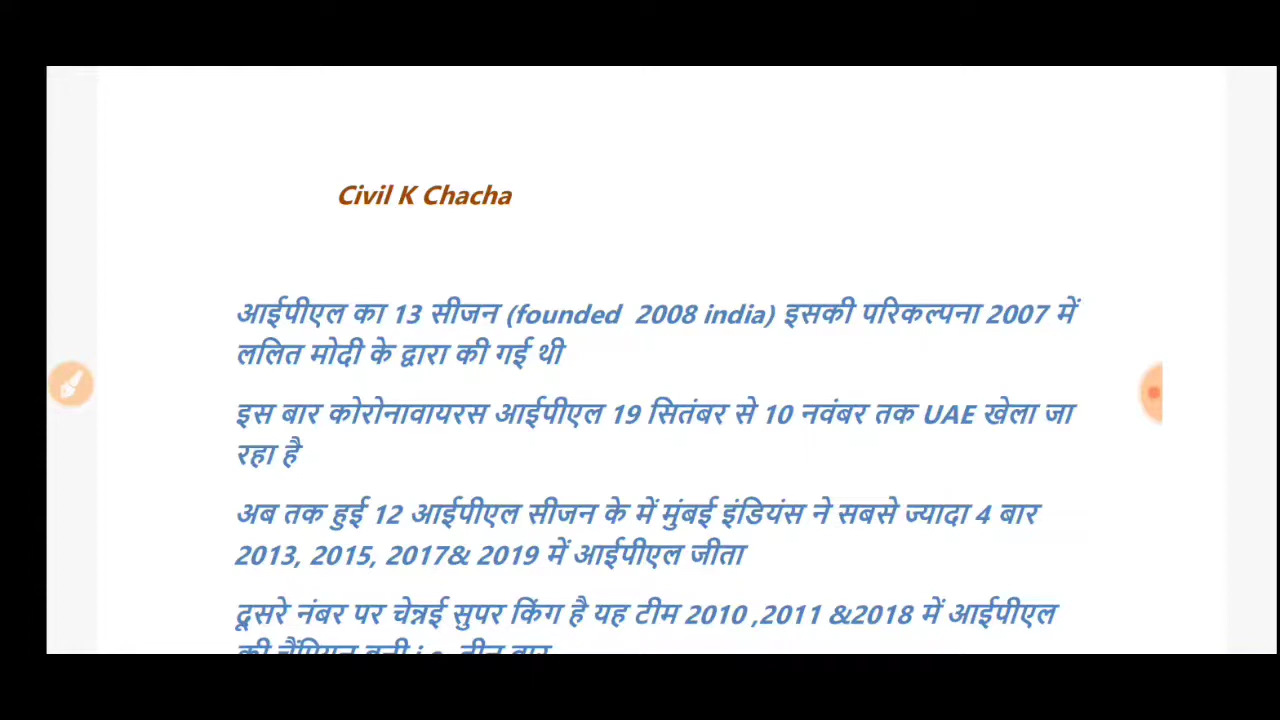 Civil K Chacha
आईपीएल का 13 सीजन (founded 2008 india) इसकी परिकल्पना 2007 में
ललित मोदी के द्वारा की गई थी
इस बार कोरोनावायरस आईपीएल 19 सितंबर से 10 नवंबर तक UAE खेला जा
रहा है
अब तक हुई 12 आईपीएल सीजन के में मुंबई इंडियंस ने सबसे ज्यादा 4 बार
2013, 2015, 2017& 2019 में आईपीएल जीता
दूसरे नंबर पर चेन्नई सुपर किंग है यह टीम 2010 ,2011 &2018 में आईपीएल
की चैंपियन बनी i.e. तीन बार